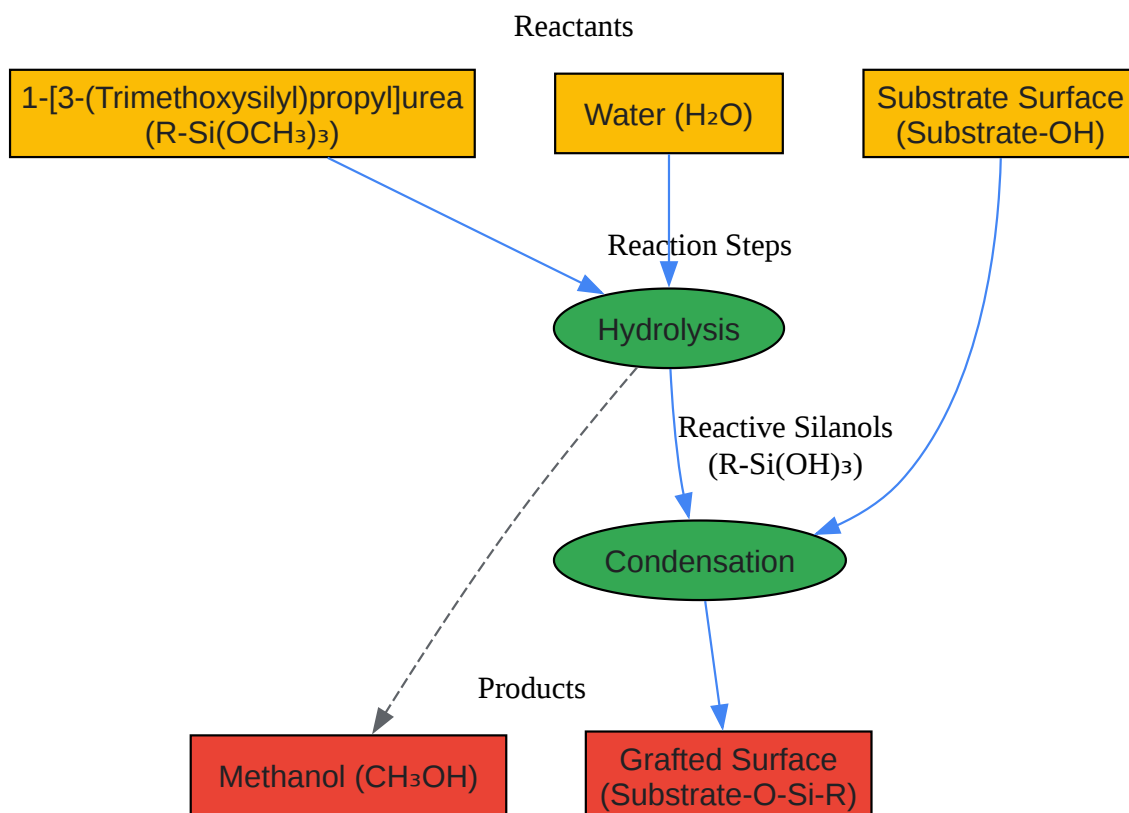 Reactants
1-[3-(Trimethoxysilyl)propyl]urea
(R-Si(OCH₃)₃)
Water (H₂O)
Substrate Surface
(Substrate-OH)
Reaction Steps
Hydrolysis
Reactive Silanols
(R-Si(OH)₃)
Condensation
Products
Methanol (CH₃OH)
Grafted Surface
(Substrate-O-Si-R)